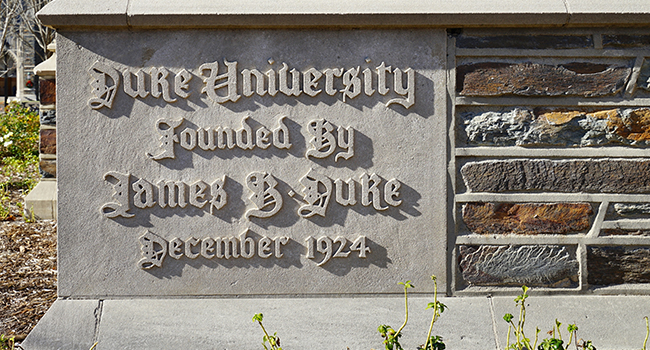 Duke University
Founded By
James B. Duke
December 1924